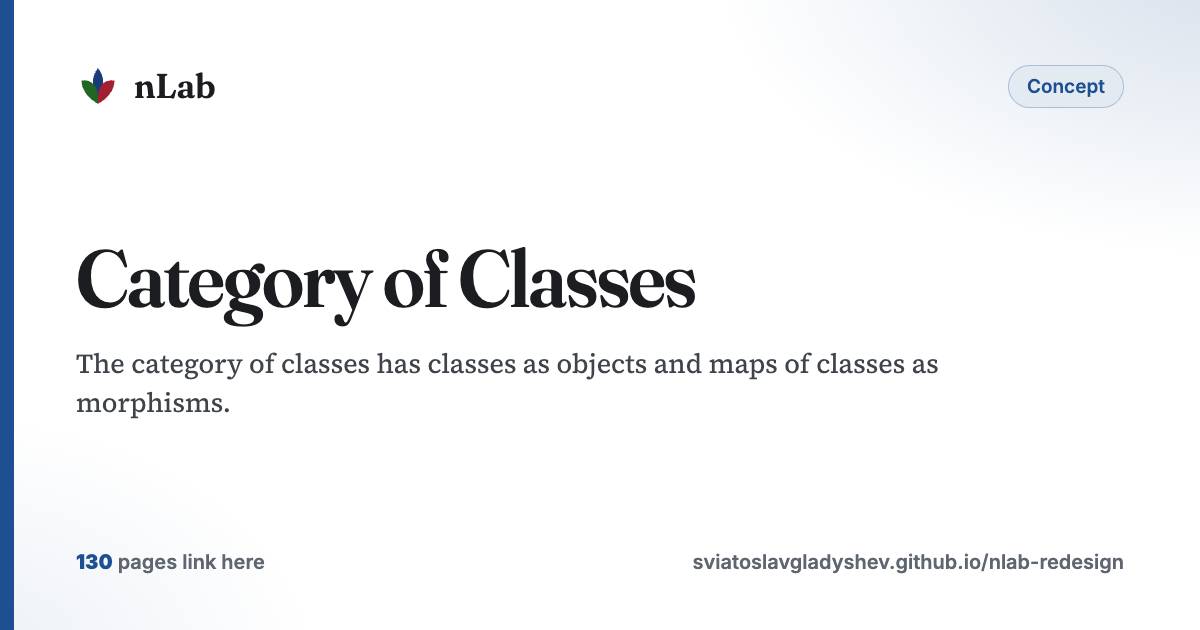 nLab
Concept
Category of Classes
The category of classes has classes as objects and maps of classes as
morphisms.
130 pages link here
sviatoslavgladyshev.github.io/nlab-redesign